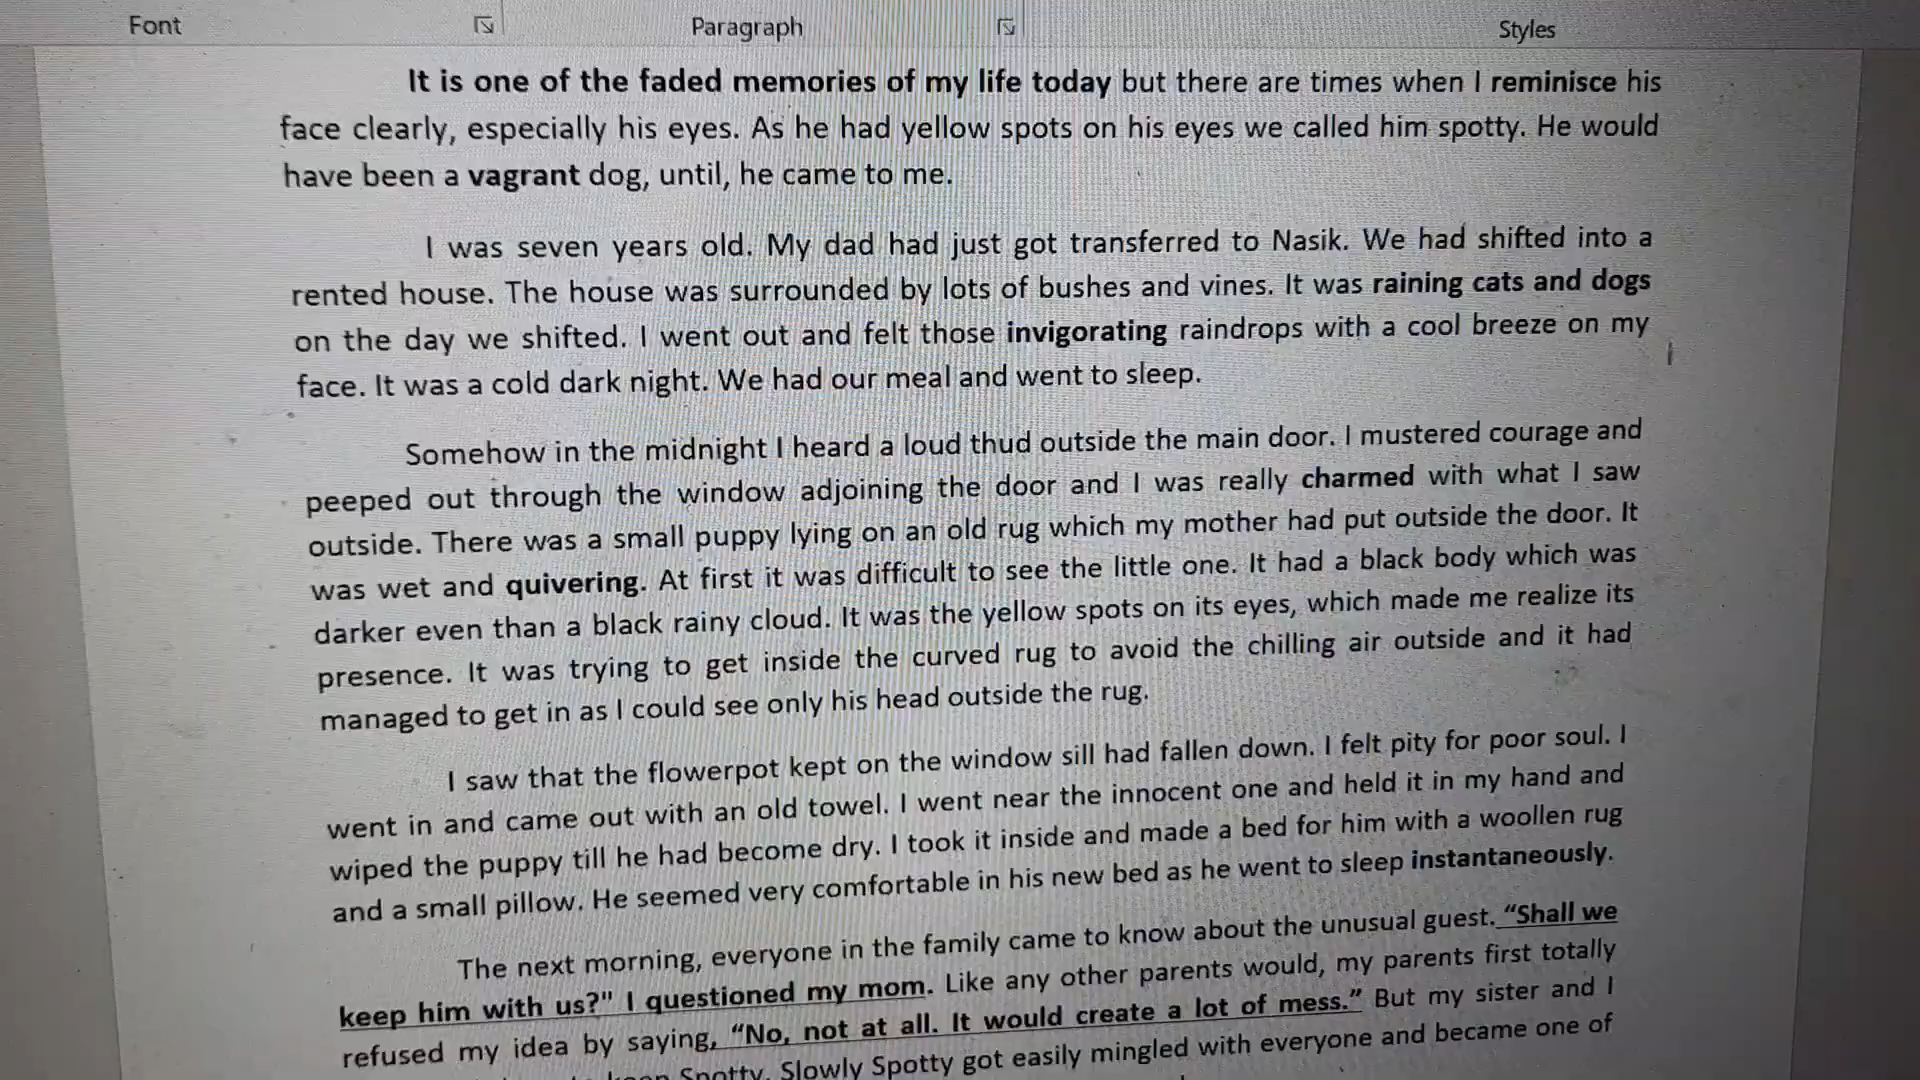 Font Paragraph Styles
It is one of the faded memories of my life today but there are times when I reminisce his
face clearly, especially his eyes. As he had yellow spots on his eyes we called him spotty. He would
have been a vagrant dog, until, he came to me.
I was seven years old. My dad had just got transferred to Nasik. We had shifted into a
rented house. The house was surrounded by lots of bushes and vines. It was raining cats and dogs
on the day we shifted. I went out and felt those invigorating raindrops with a cool breeze on my
face. It was a cold dark night. We had our meal and went to sleep.
Somehow in the midnight I heard a loud thud outside the main door. I mustered courage and
peeped out through the window adjoining the door and I was really charmed with what I saw
outside. There was a small puppy lying on an old rug which my mother had put outside the door. It
was wet and quivering. At first it was difficult to see the little one. It had a black body which was
darker even than a black rainy cloud. It was the yellow spots on its eyes, which made me realize its
presence. It was trying to get inside the curved rug to avoid the chilling air outside and it had
managed to get in as I could see only his head outside the rug.
I saw that the flowerpot kept on the window sill had fallen down. I felt pity for poor soul. I
went in and came out with an old towel. I went near the innocent one and held it in my hand and
wiped the puppy till he had become dry. I took it inside and made a bed for him with a woollen rug
and a small pillow. He seemed very comfortable in his new bed as he went to sleep instantaneously.
The next morning, everyone in the family came to know about the unusual guest. “Shall we
keep him with us?" I questioned my mom. Like any other parents would, my parents first totally
refused my idea by saying, “No, not at all. It would create a lot of mess.” But my sister and I
Spotty. Slowly Spotty got easily mingled with everyone and became one of